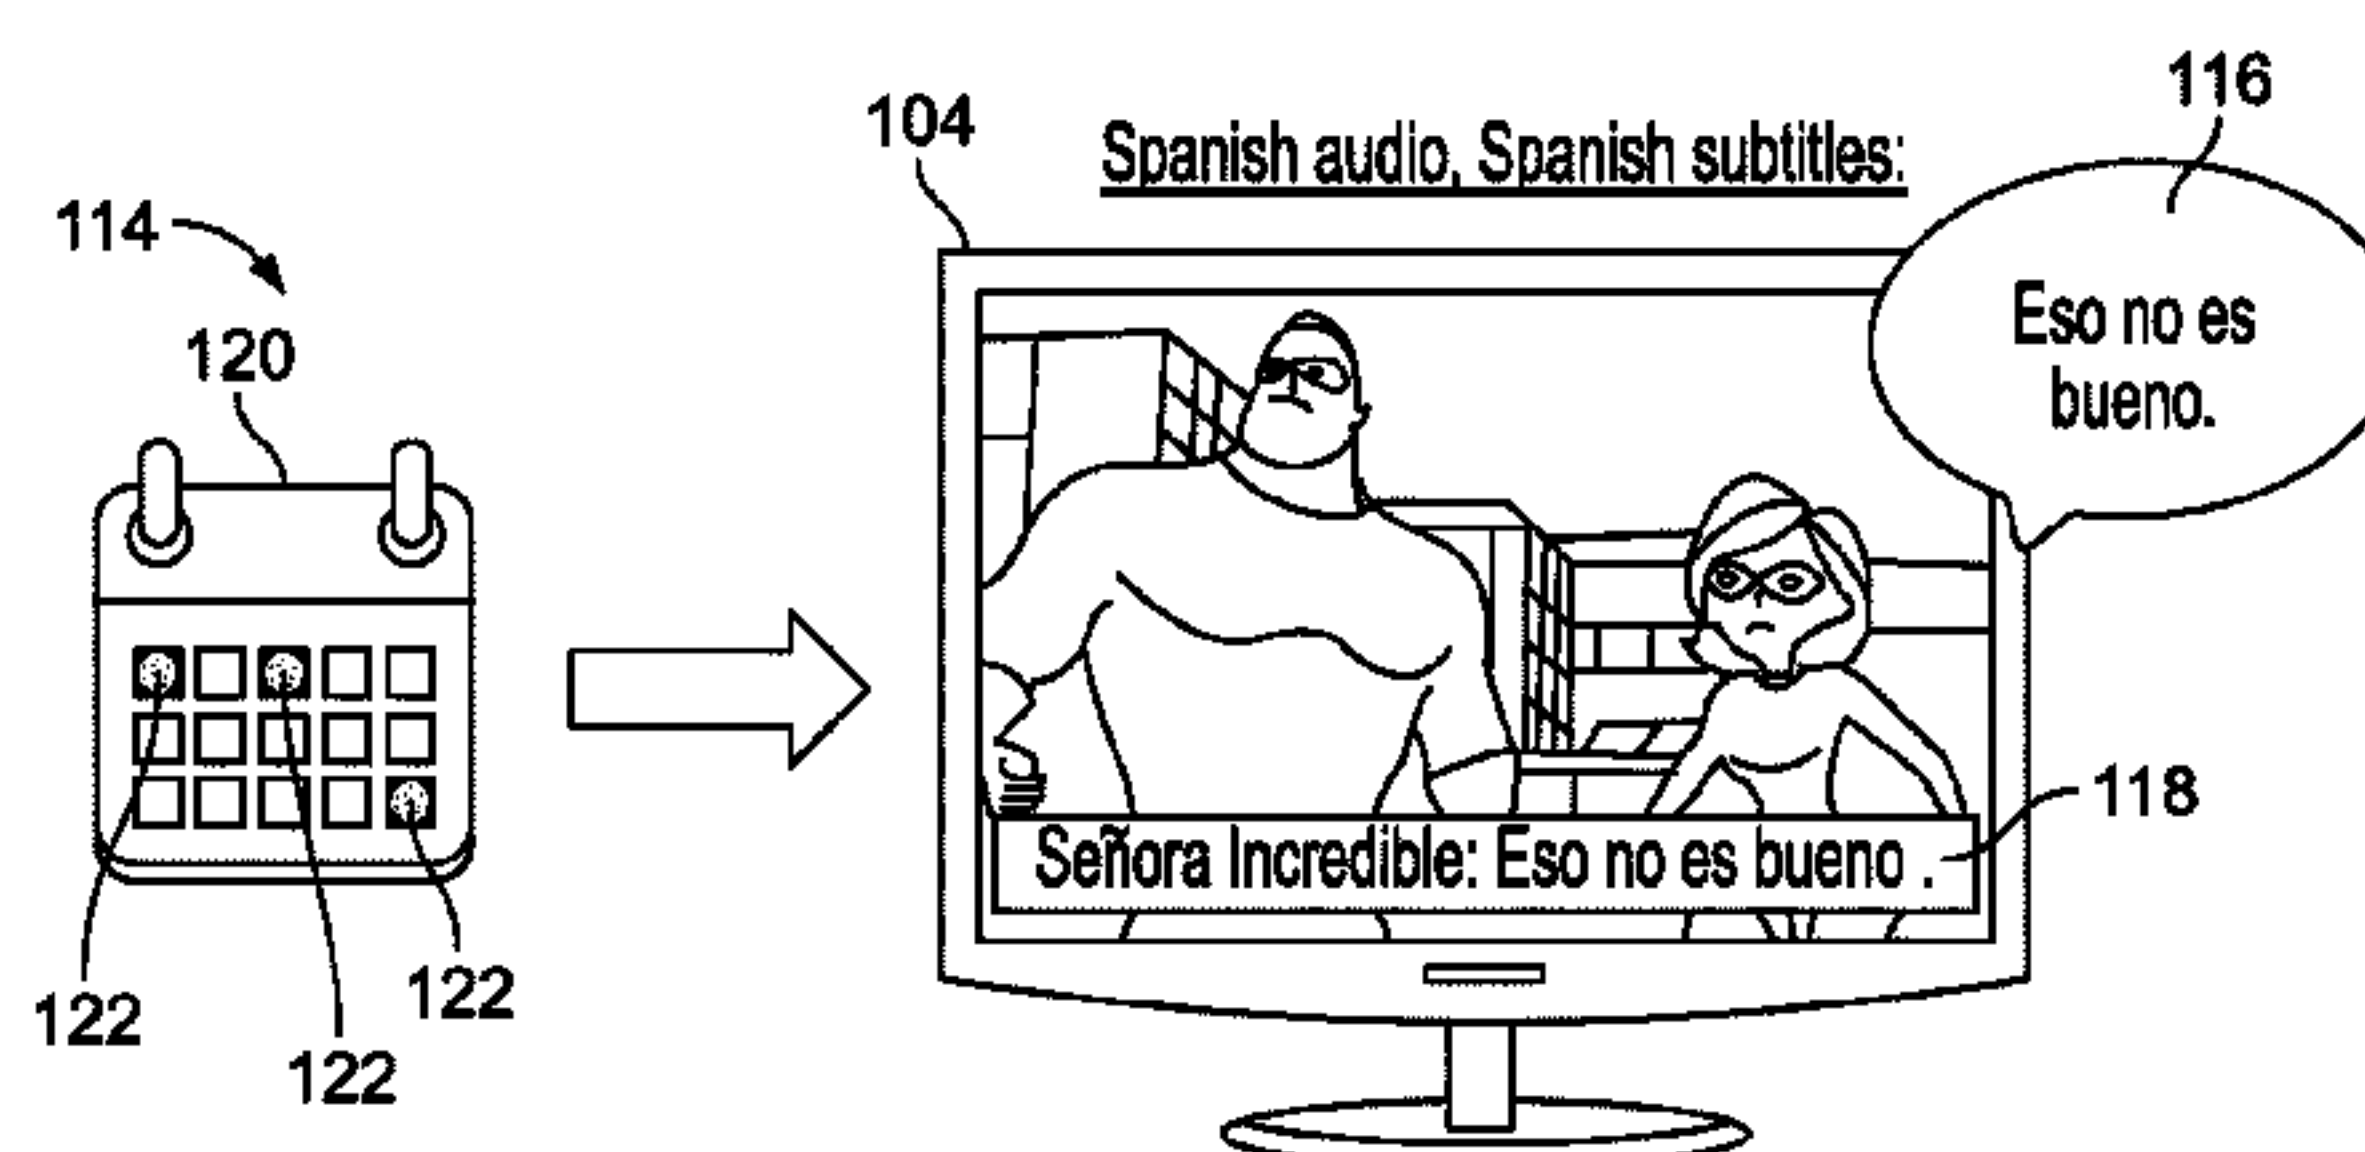 116
104
Spanish audio, Spanish subtitles:
114
120
Eso no es
bueno.
118
Señora Incredible: Eso no es bueno .
122
122
122